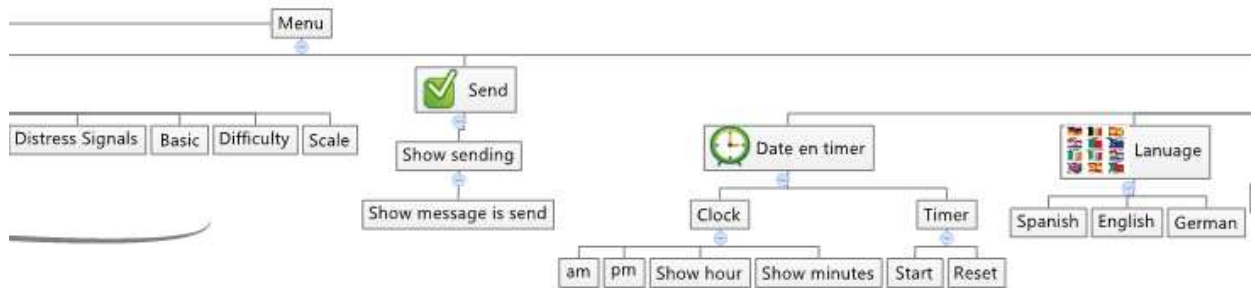 Menu
Send
Distress Signals
Basic
Difficulty
Scale
Show sending
Show message is send
Date en timer
Lanuage
Clock
Timer
Spanish
English
German
am
pm
Show hour
Show minutes
Start
Reset